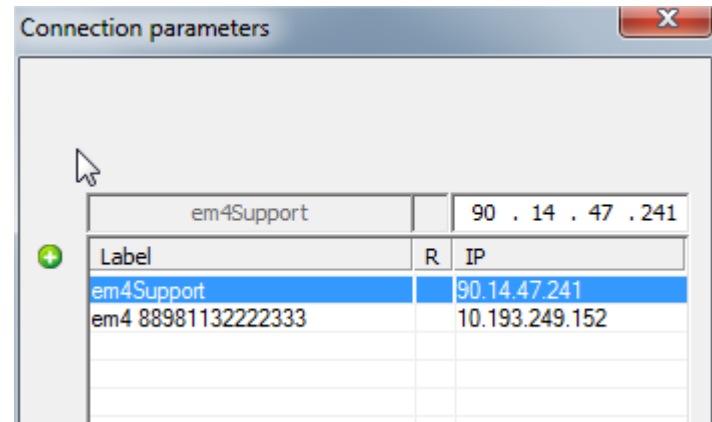 Connection parameters
em4Support 90 . 14 . 47 . 241
Label R IP
em4Support 90.14.47.241
em4 88981132222333 10.193.249.152